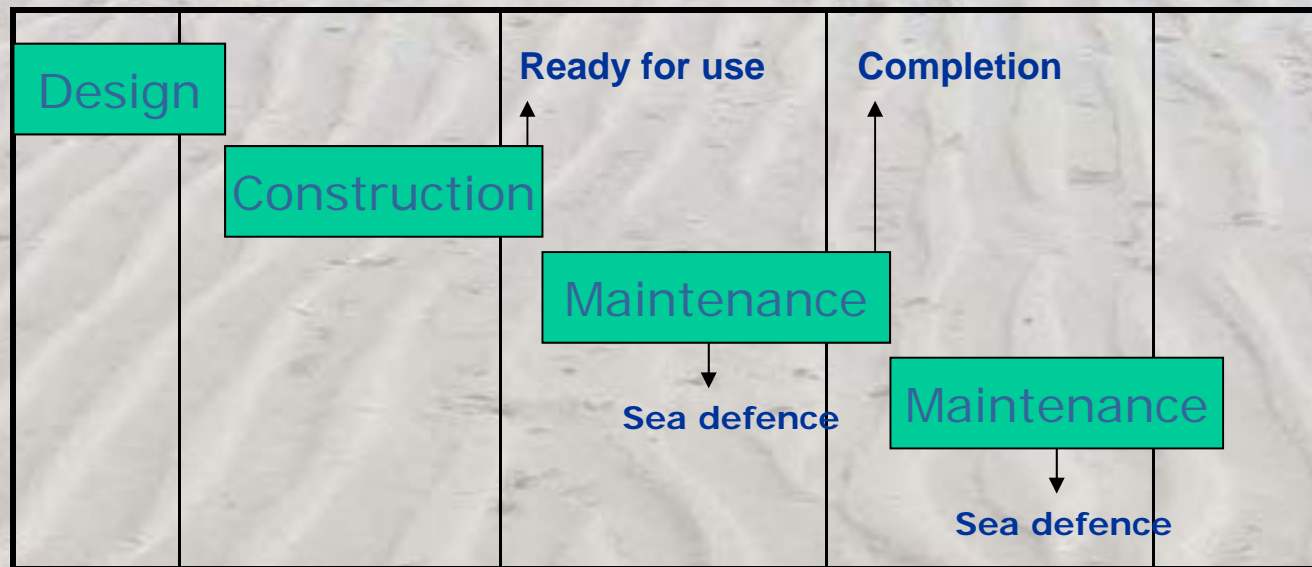 Design
Ready for use
Completion
Construction
Maintenance
Sea defence
Maintenance
Sea defence